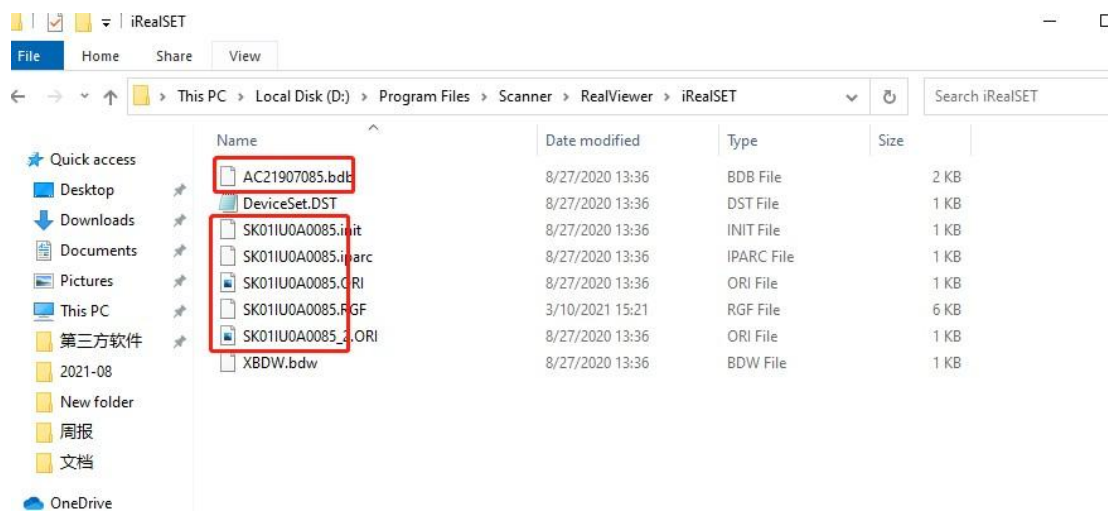 iRealSET
File Home Share View
This PC > Local Disk (D:) > Program Files > Scanner > RealViewer > iRealSET
Search iRealSET
Name Date modified Type Size
Quick access
Desktop
Downloads
Documents
Pictures
This PC
第三方软件
2021-08
New folder
周报
文档
OneDrive
AC21907085.bdb 8/27/2020 13:36 BDB File 2 KB
DeviceSet.DST 8/27/2020 13:36 DST File 1 KB
SK01IU0A0085.init 8/27/2020 13:36 INIT File 1 KB
SK01IU0A0085.iparc 8/27/2020 13:36 IPARC File 1 KB
SK01IU0A0085.ORI 8/27/2020 13:36 ORI File 1 KB
SK01IU0A0085.RGF 3/10/2021 15:21 RGF File 6 KB
SK01IU0A0085_2.ORI 8/27/2020 13:36 ORI File 1 KB
XBDW.bdw 8/27/2020 13:36 BDW File 1 KB